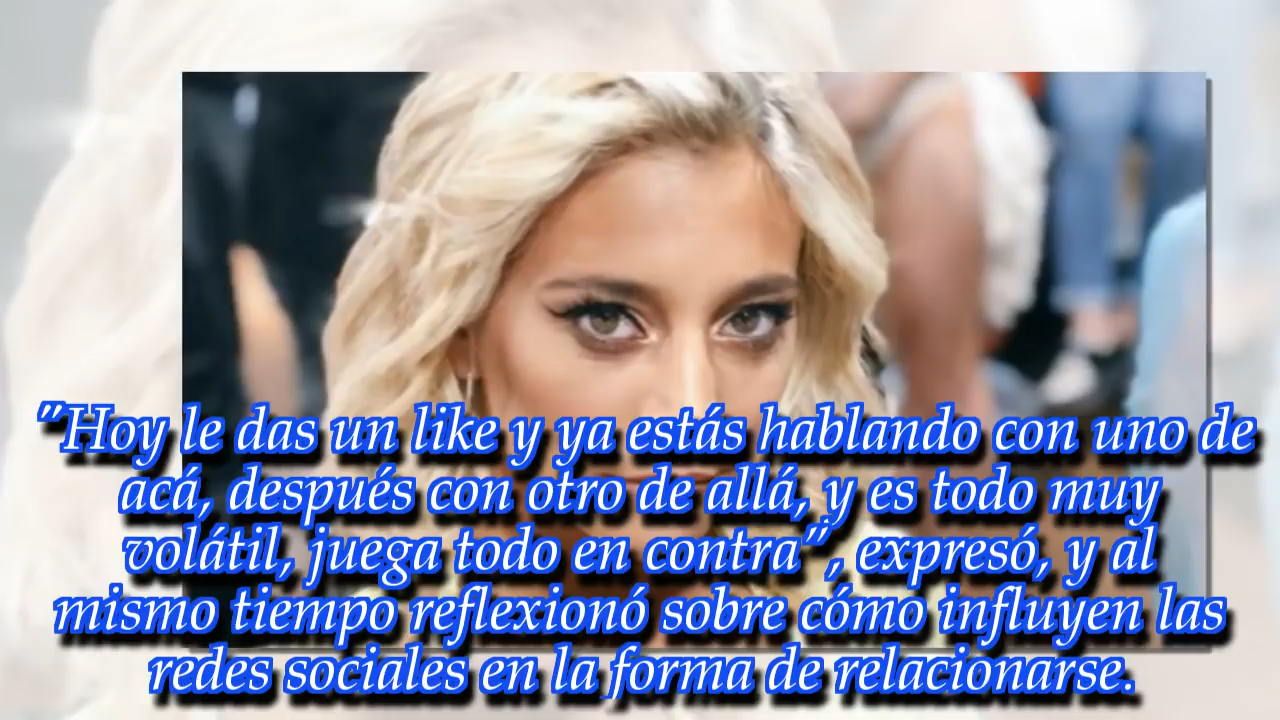 "Hoy le das un like y ya estás hablando con uno de
acá, después con otro de allá, y es todo muy
volátil, juega todo en contra", expresó, y al
mismo tiempo reflexionó sobre cómo influyen las
redes sociales en la forma de relacionarse.